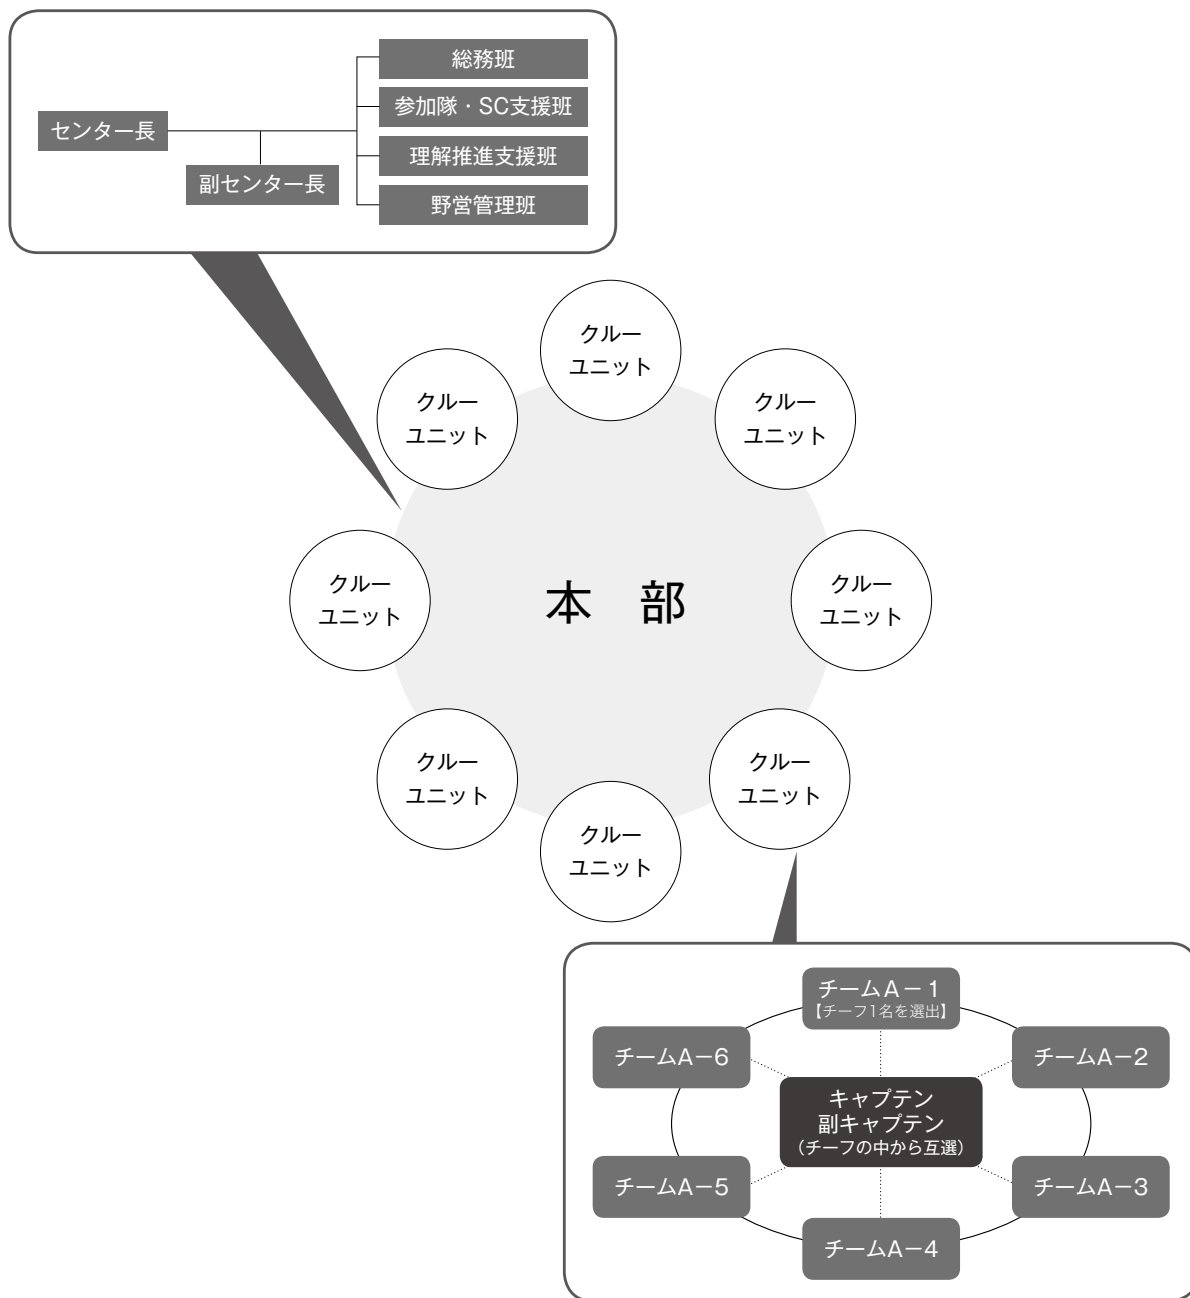 総務班
参加隊・SC支援班
センター長
理解推進支援班
副センター長
野営管理班
クルー
ユニット
クルー
ユニット
クルー
ユニット
クルー
ユニット
本　部
クルー
ユニット
クルー
ユニット
クルー
ユニット
クルー
ユニット
チームA－1
【チーフ1名を選出】
チームA－6
チームA－2
キャプテン
副キャプテン
（チーフの中から互選）
チームA－5
チームA－3
チームA－4